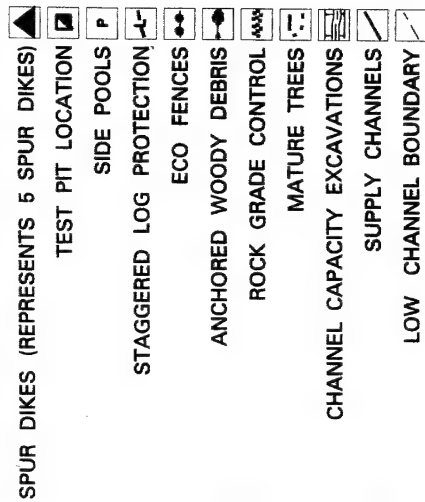 SPUR DIKES (REPRESENTS 5 SPUR DIKES)
TEST PIT LOCATION
SIDE POOLS P
STAGGERED LOG PROTECTION
ECO FENCES
ANCHORED WOODY DEBRIS
ROCK GRADE CONTROL
MATURE TREES
CHANNEL CAPACITY EXCAVATIONS
SUPPLY CHANNELS
LOW CHANNEL BOUNDARY